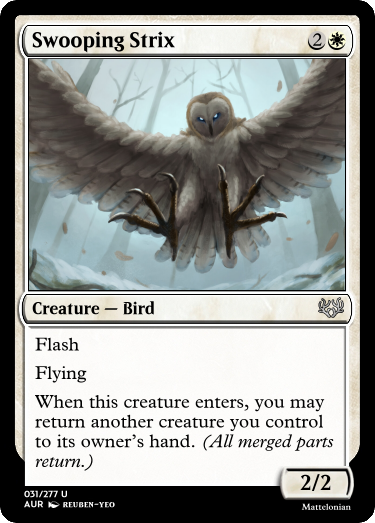 Swooping Strix 2
Creature — Bird
Flash
Flying
When this creature enters, you may
return another creature you control
to its owner's hand. (All merged parts
return.)
2/2
031/277 U
AUR REUBEN-YEO
Mattelonian